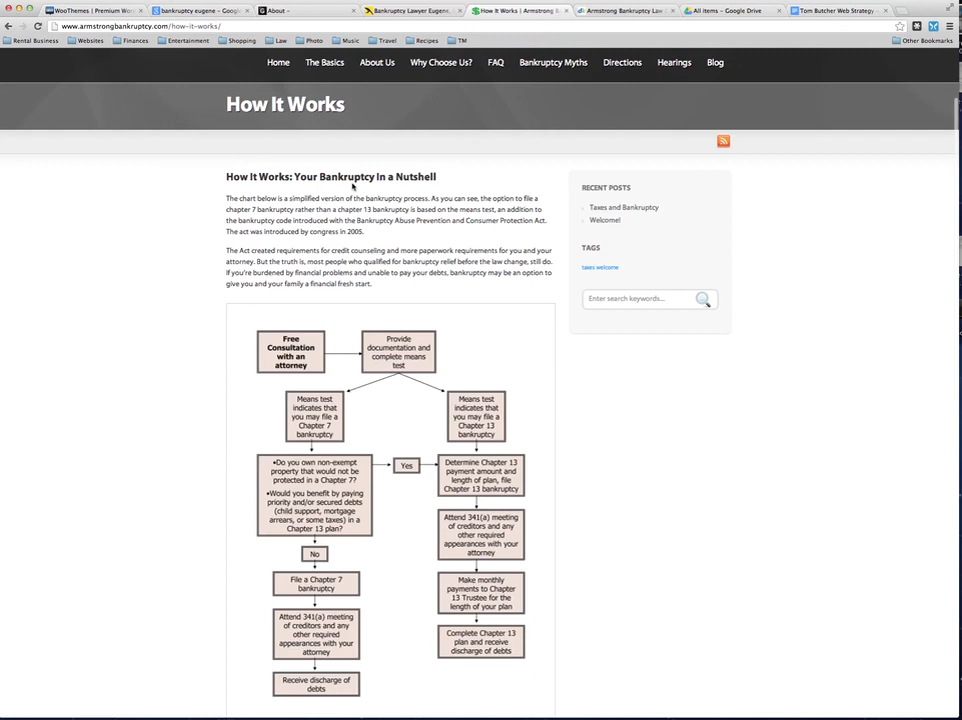 WooThemes | Premium Wor
bankruptcy eugene – Googl
About –
Bankruptcy Lawyer Eugene,
How It Works | Armstrong B
Armstrong Bankruptcy Law
All items – Google Drive
Tom Butcher Web Strategy
www.armstrongbankruptcy.com/how-it-works/
Rental Business
Websites
Finances
Entertainment
Shopping
Law
Photo
Music
Travel
Recipes
TM
Other Bookmarks
Home
The Basics
About Us
Why Choose Us?
FAQ
Bankruptcy Myths
Directions
Hearings
Blog
How It Works
How It Works: Your Bankruptcy In a Nutshell
The chart below is a simplified version of the bankruptcy process. As you can see, the option to file a
chapter 7 bankruptcy rather than a chapter 13 bankruptcy is based on the means test, an addition to
the bankruptcy code introduced with the Bankruptcy Abuse Prevention and Consumer Protection Act.
The act was introduced by congress in 2005.
The Act created requirements for credit counseling and more paperwork requirements for you and your
attorney. But the truth is, most people who qualified for bankruptcy relief before the law change, still do.
If you're burdened by financial problems and unable to pay your debts, bankruptcy may be an option to
give you and your family a financial fresh start.
RECENT POSTS
Taxes and Bankruptcy
Welcome!
TAGS
taxes welcome
Enter search keywords...
Free
Consultation
with an
attorney
Provide
documentation and
complete means
test
Means test
indicates that
you may file a
Chapter 7
bankruptcy
Means test
indicates that
you may file a
Chapter 13
bankruptcy
•Do you own non-exempt
property that would not be
protected in a Chapter 7?
•Would you benefit by paying
priority and/or secured debts
(child support, mortgage
arrears, or some taxes) in a
Chapter 13 plan?
Yes
Determine Chapter 13
payment amount and
length of plan, file
Chapter 13 bankruptcy
Attend 341(a) meeting
of creditors and any
other required
appearances with your
attorney
No
File a Chapter 7
bankruptcy
Make monthly
payments to Chapter
13 Trustee for the
length of your plan
Attend 341(a) meeting
of creditors and any
other required
appearances with your
attorney
Complete Chapter 13
plan and receive
discharge of debts
Receive discharge of
debts